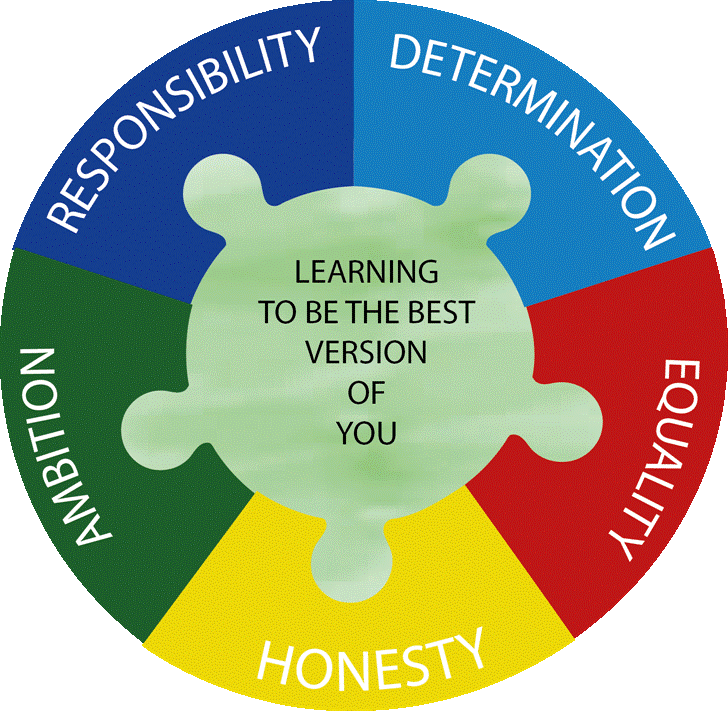 RESPONSIBILITY
DETERMINATION
EQUALITY
HONESTY
AMBITION
LEARNING
TO BE THE BEST
VERSION
OF
YOU